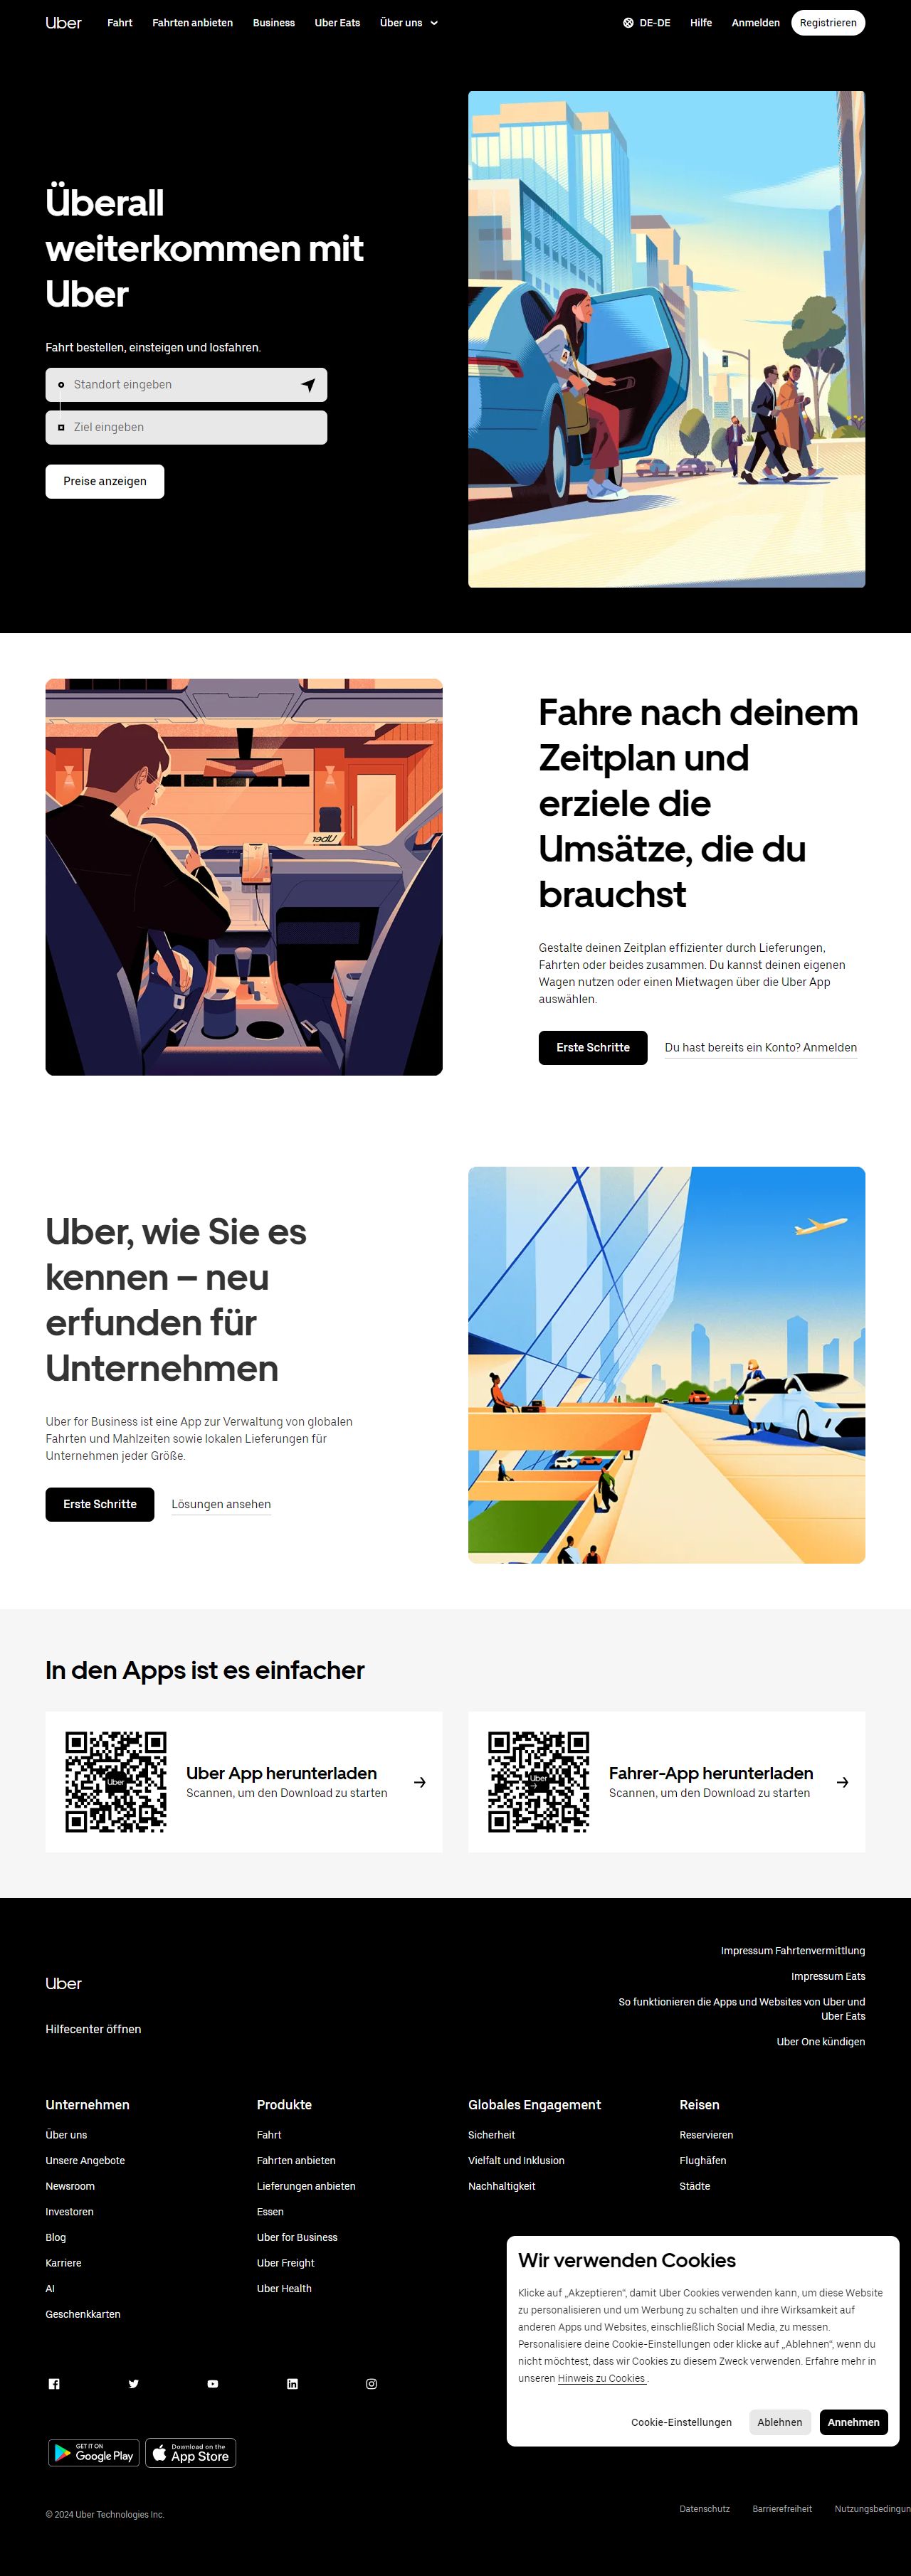 Uber
Fahrt
Fahrten anbieten
Business
Uber Eats
Über uns
DE-DE
Hilfe
Anmelden
Registrieren
Überall
weiterkommen mit
Uber
Fahrt bestellen, einsteigen und losfahren.
Standort eingeben
Ziel eingeben
Preise anzeigen
Uber
Fahre nach deinem
Zeitplan und
erziele die
Umsätze, die du
brauchst
Gestalte deinen Zeitplan effizienter durch Lieferungen,
Fahrten oder beides zusammen. Du kannst deinen eigenen
Wagen nutzen oder einen Mietwagen über die Uber App
auswählen.
Erste Schritte
Du hast bereits ein Konto? Anmelden
Uber, wie Sie es
kennen – neu
erfunden für
Unternehmen
Uber for Business ist eine App zur Verwaltung von globalen
Fahrten und Mahlzeiten sowie lokalen Lieferungen für
Unternehmen jeder Größe.
Erste Schritte
Lösungen ansehen
In den Apps ist es einfacher
Uber
Uber App herunterladen
Scannen, um den Download zu starten
Uber
Fahrer-App herunterladen
Scannen, um den Download zu starten
Uber
Hilfecenter öffnen
Impressum Fahrtenvermittlung
Impressum Eats
So funktionieren die Apps und Websites von Uber und
Uber Eats
Uber One kündigen
Unternehmen
Über uns
Unsere Angebote
Newsroom
Investoren
Blog
Karriere
AI
Geschenkkarten
Produkte
Fahrt
Fahrten anbieten
Lieferungen anbieten
Essen
Uber for Business
Uber Freight
Uber Health
Globales Engagement
Sicherheit
Vielfalt und Inklusion
Nachhaltigkeit
Reisen
Reservieren
Flughäfen
Städte
Wir verwenden Cookies
Klicke auf „Akzeptieren“, damit Uber Cookies verwenden kann, um diese Website
zu personalisieren und um Werbung zu schalten und ihre Wirksamkeit auf
anderen Apps und Websites, einschließlich Social Media, zu messen.
Personalisiere deine Cookie-Einstellungen oder klicke auf „Ablehnen“, wenn du
nicht möchtest, dass wir Cookies zu diesem Zweck verwenden. Erfahre mehr in
unseren Hinweis zu Cookies .
Cookie-Einstellungen
Ablehnen
Annehmen
GET IT ON
Google Play
Download on the
App Store
© 2024 Uber Technologies Inc.
Datenschutz
Barrierefreiheit
Nutzungsbedingun